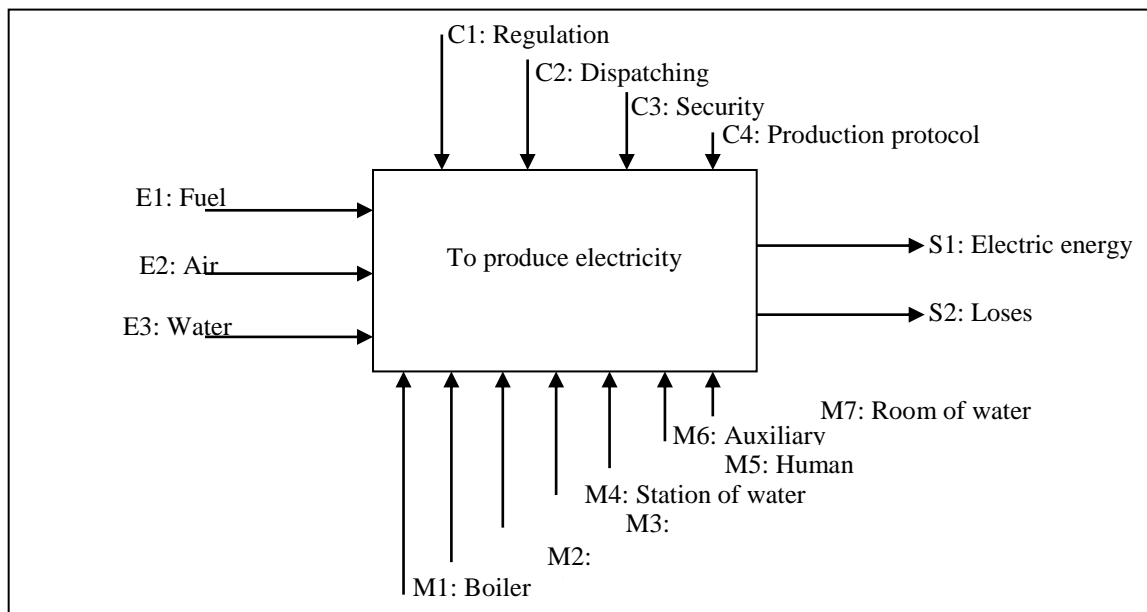 C1: Regulation
C2: Dispatching
C3: Security
C4: Production protocol
E1: Fuel
To produce electricity
S1: Electric energy
E2: Air
E3: Water
S2: Loses
M7: Room of water
M6: Auxiliary
M5: Human
M4: Station of water
M3:
M2:
M1: Boiler